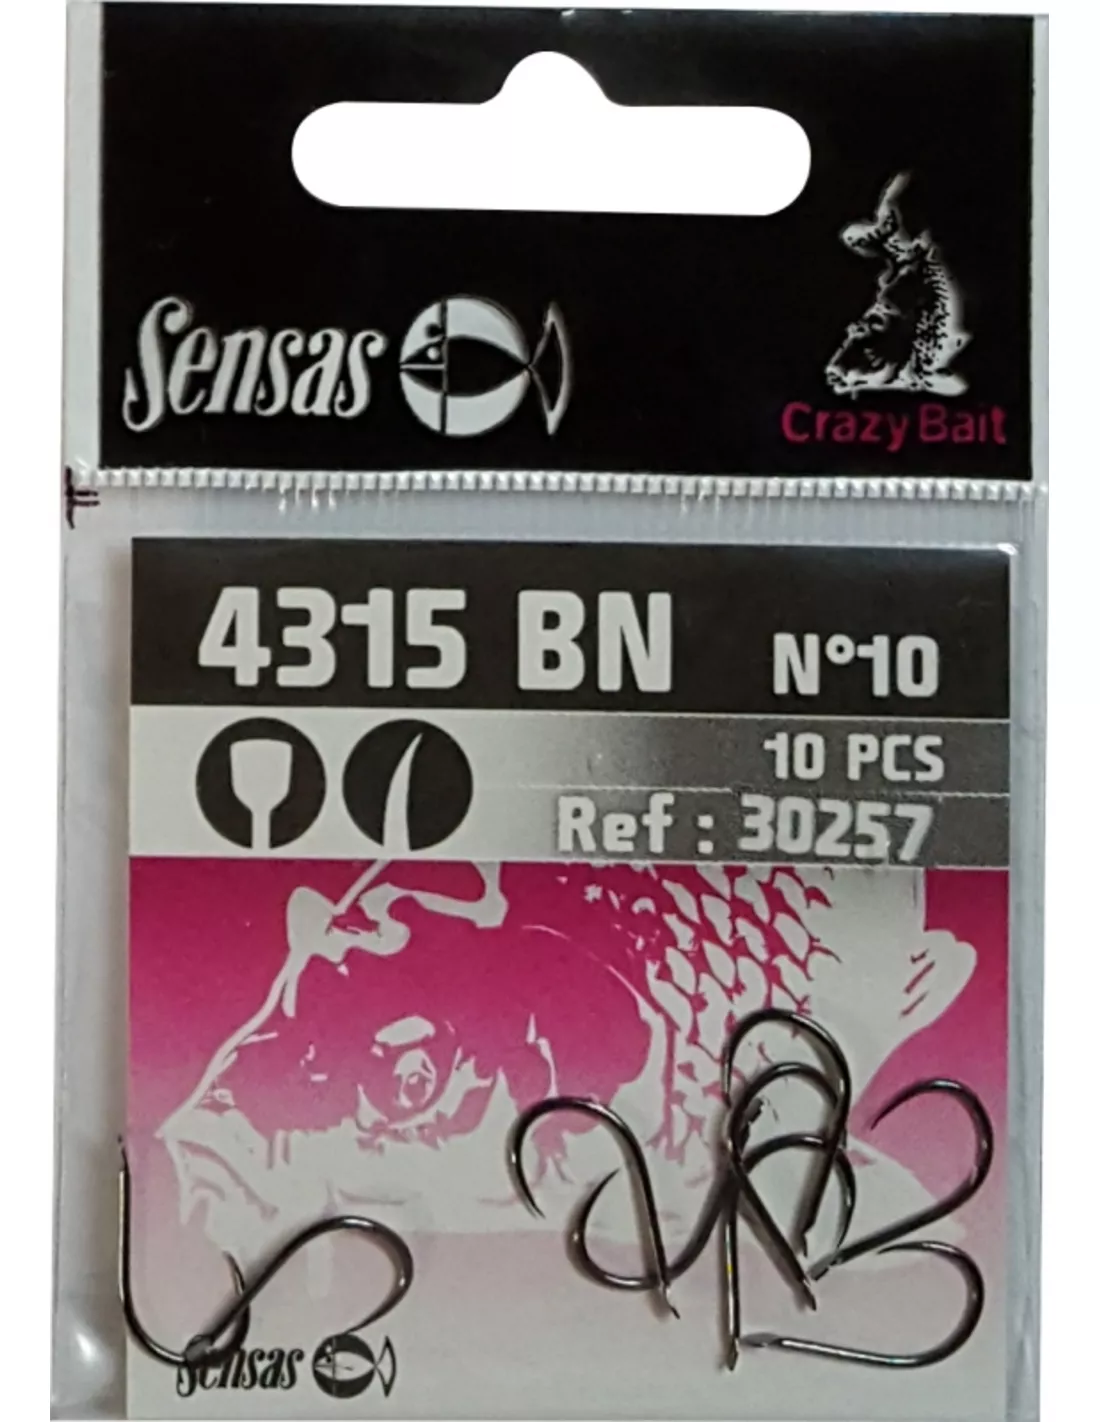 Sensas
Crazy Bait
4315 BN N°10
10 PCS
Ref : 30257
Sensas